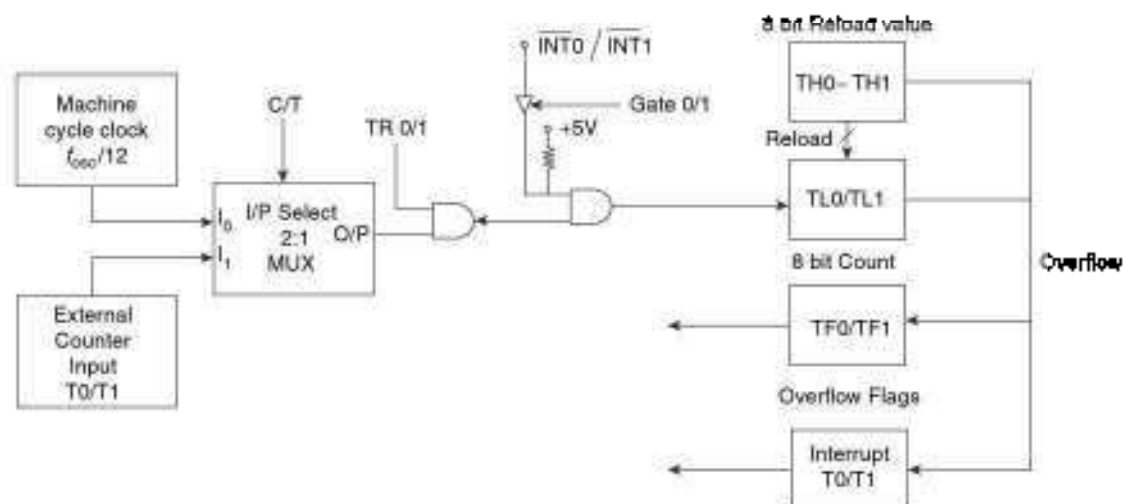 8 bit Reload value
INT0 / INT1
TH0– TH1
Machine
cycle clock
fosc/12
C/T
Gate 0/1
TR 0/1
+5V
Reload
I0
I/P Select
2:1
MUX
O/P
I1
TL0/TL1
8 bit Count
Overflow
External
Counter
Input
T0/T1
TF0/TF1
Overflow Flags
Interrupt
T0/T1